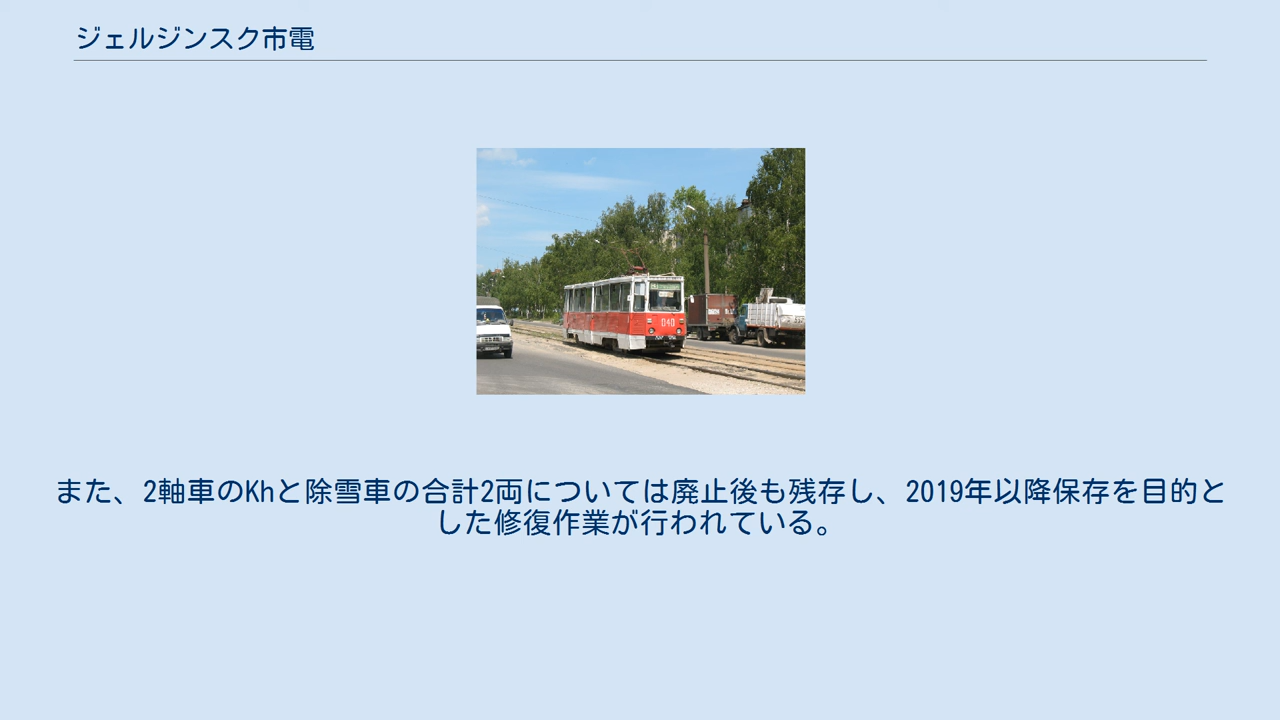 ジェルジンスク市電
040
また、2軸車のKhと除雪車の合計2両については廃止後も残存し、2019年以降保存を目的と
した修復作業が行われている。